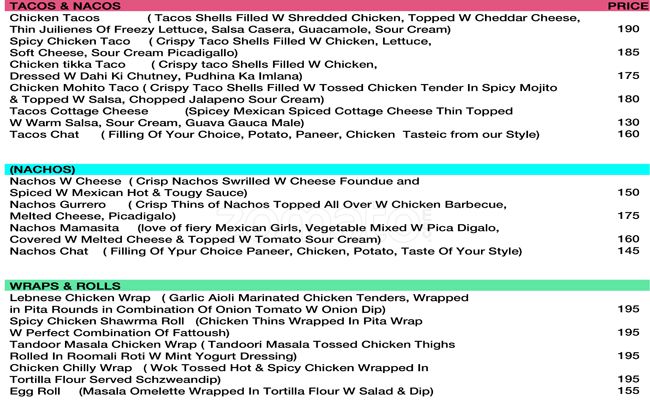 TACOS & NACOS PRICE
Chicken Tacos ( Tacos Shells Filled W Shredded Chicken, Topped W Cheddar Cheese,
Thin Juilienes Of Freezy Lettuce, Salsa Casera, Guacamole, Sour Cream) 190
Spicy Chicken Taco ( Crispy Taco Shells Filled W Chicken, Lettuce,
Soft Cheese, Sour Cream Picadigallo) 185
Chicken tikka Taco ( Crispy taco Shells Filled W Chicken,
Dressed W Dahi Ki Chutney, Pudhina Ka Imlana) 175
Chicken Mohito Taco ( Crispy Taco Shells Filled W Tossed Chicken Tender In Spicy Mojito
& Topped W Salsa, Chopped Jalapeno Sour Cream) 180
Tacos Cottage Cheese (Spicey Mexican Spiced Cottage Cheese Thin Topped
W Warm Salsa, Sour Cream, Guava Gauca Male) 130
Tacos Chat ( Filling Of Your Choice, Potato, Paneer, Chicken Tasteic from our Style) 160
(NACHOS)
Nachos W Cheese ( Crisp Nachos Swrilled W Cheese Foundue and
Spiced W Mexican Hot & Tougy Sauce) 150
Nachos Gurrero ( Crisp Thins of Nachos Topped All Over W Chicken Barbecue,
Melted Cheese, Picadigalo) 175
zomato
Nachos Mamasita (love of fiery Mexican Girls, Vegetable Mixed W Pica Digalo,
Covered W Melted Cheese & Topped W Tomato Sour Cream) 160
Nachos Chat ( Filling Of Ypur Choice Paneer, Chicken, Potato, Taste Of Your Style) 145
WRAPS & ROLLS
Lebnese Chicken Wrap ( Garlic Aioli Marinated Chicken Tenders, Wrapped
in Pita Rounds in Combination Of Onion Tomato W Onion Dip) 195
Spicy Chicken Shawrma Roll (Chicken Thins Wrapped In Pita Wrap
W Perfect Combination Of Fattoush) 195
Tandoor Masala Chicken Wrap ( Tandoori Masala Tossed Chicken Thighs
Rolled In Roomali Roti W Mint Yogurt Dressing) 195
Chicken Chilly Wrap ( Wok Tossed Hot & Spicy Chicken Wrapped In
Tortilla Flour Served Schzweandip) 195
Egg Roll (Masala Omelette Wrapped In Tortilla Flour W Salad & Dip) 155